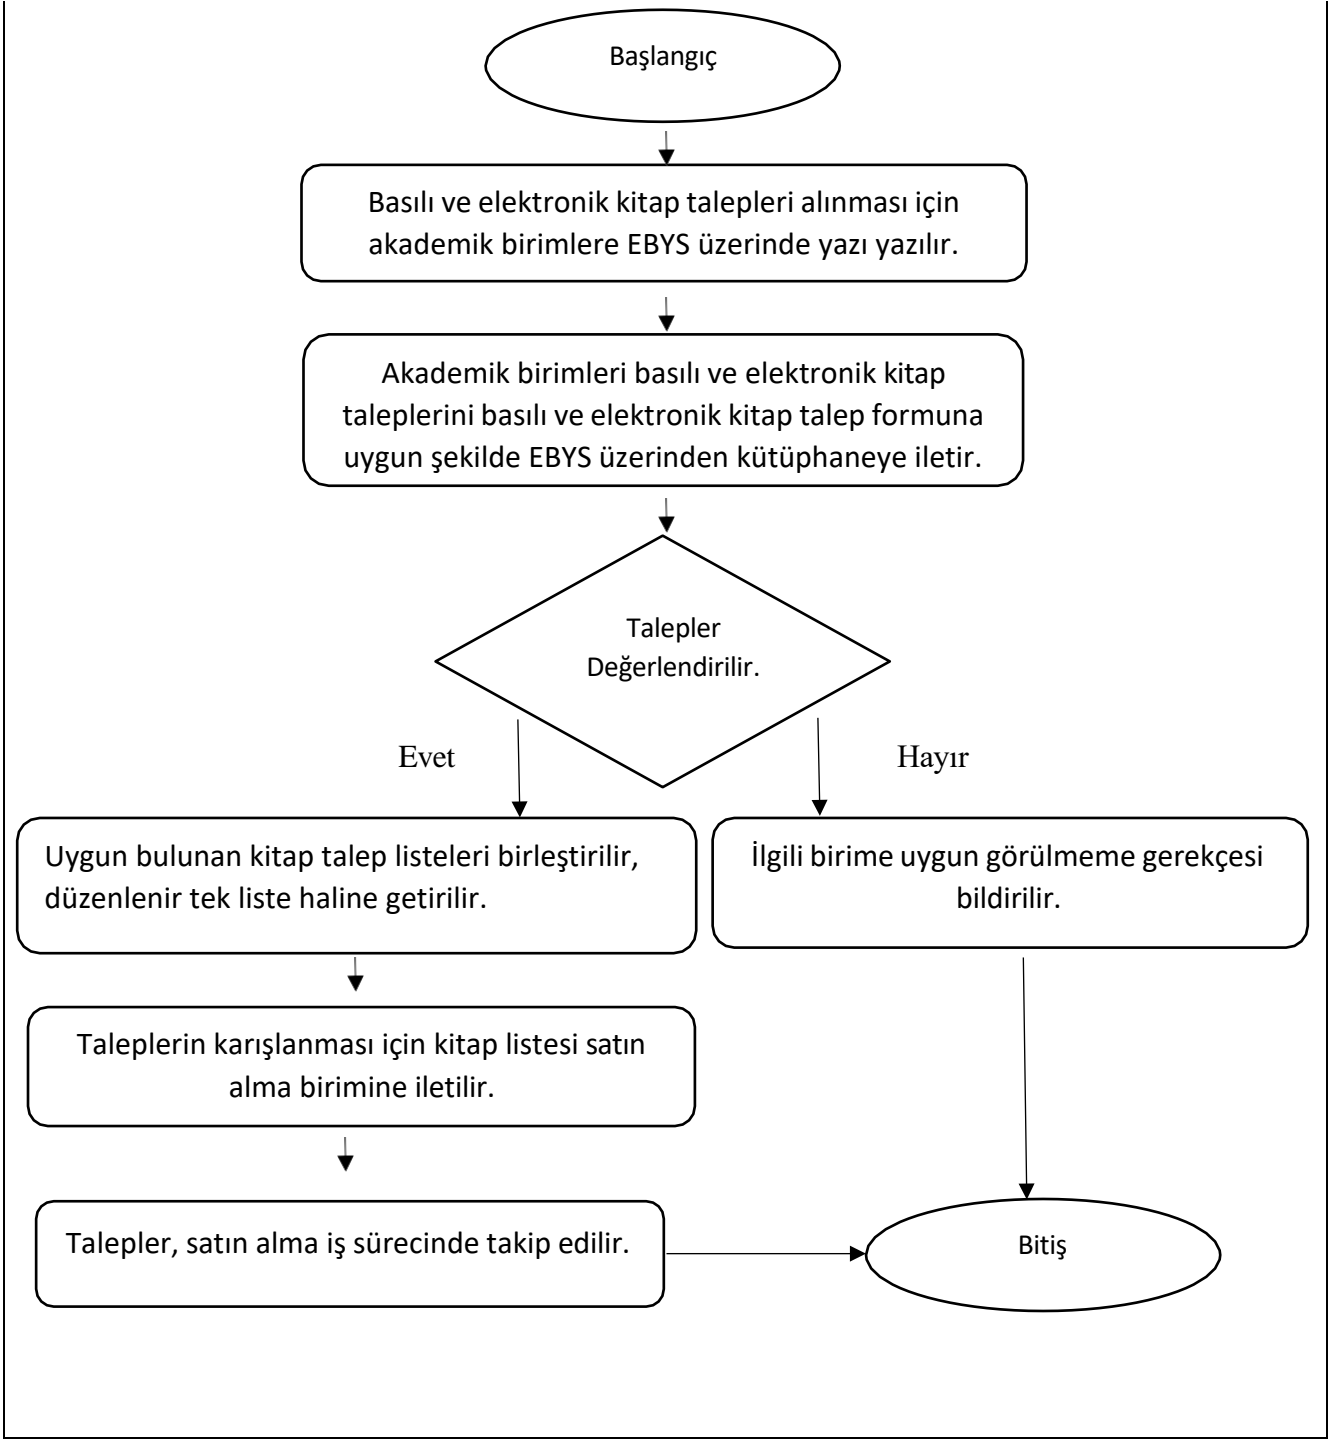 Başlangıç
Basılı ve elektronik kitap talepleri alınması için
akademik birimlere EBYS üzerinde yazı yazılır.
Akademik birimleri basılı ve elektronik kitap
taleplerini basılı ve elektronik kitap talep formuna
uygun şekilde EBYS üzerinden kütüphaneye iletir.
Talepler
Değerlendirilir.
Evet
Hayır
Uygun bulunan kitap talep listeleri birleştirilir,
düzenlenir tek liste haline getirilir.
İlgili birime uygun görülmeme gerekçesi
bildirilir.
Taleplerin karışlanması için kitap listesi satın
alma birimine iletilir.
Talepler, satın alma iş sürecinde takip edilir.
Bitiş